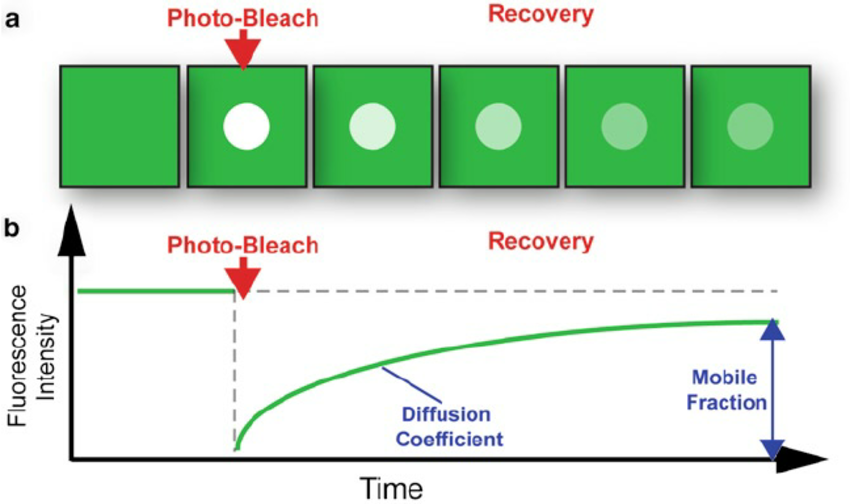 a
Photo-Bleach
Recovery
b
Photo-Bleach
Recovery
Fluorescence
Intensity
Diffusion
Coefficient
Mobile
Fraction
Time